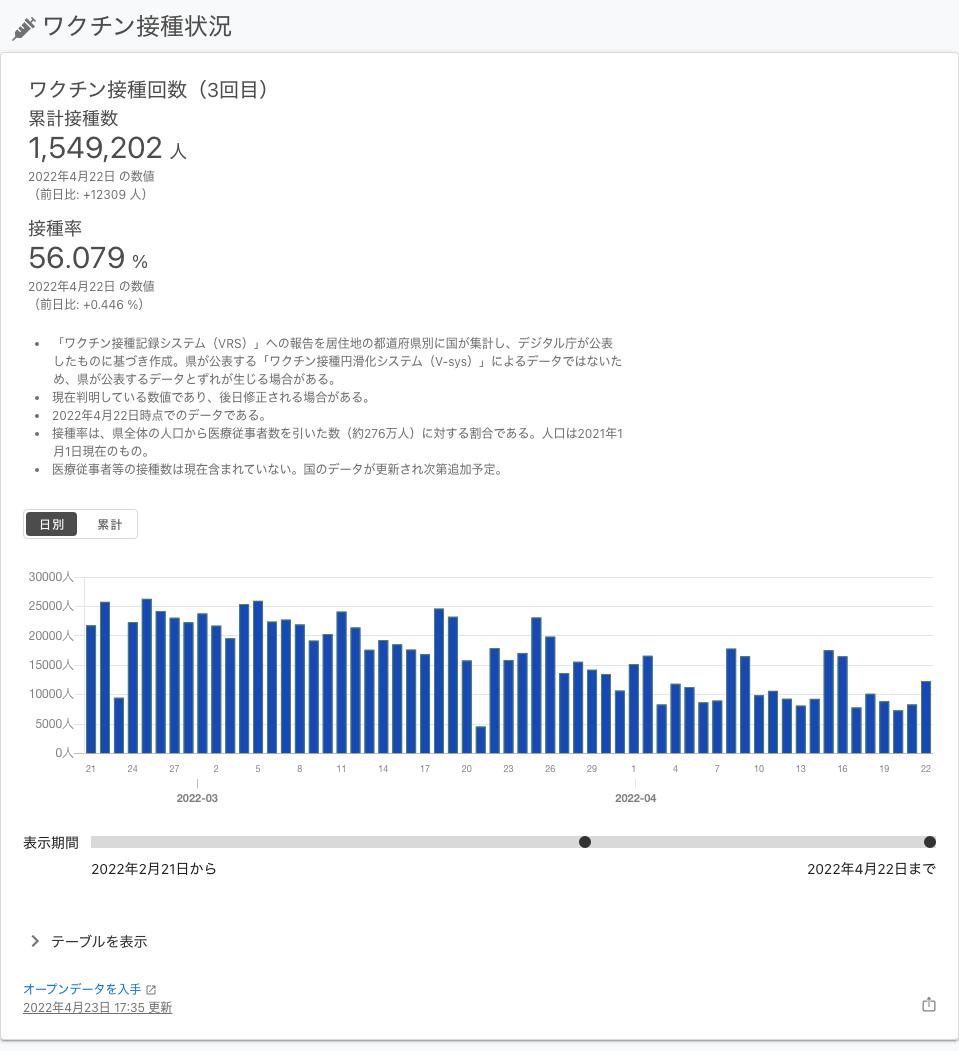 ワクチン接種状況
ワクチン接種回数（3回目）
累計接種数
1,549,202 人
2022年4月22日 の数値
（前日比: +12309 人）
接種率
56.079 %
2022年4月22日 の数値
（前日比: +0.446 %）
• 「ワクチン接種記録システム（VRS）」への報告を居住地の都道府県別に国が集計し、デジタル庁が公表
したものに基づき作成。県が公表する「ワクチン接種円滑化システム（V-sys）」によるデータではないた
め、県が公表するデータとずれが生じる場合がある。
• 現在判明している数値であり、後日修正される場合がある。
• 2022年4月22日時点でのデータである。
• 接種率は、県全体の人口から医療従事者数を引いた数（約276万人）に対する割合である。人口は2021年1
月1日現在のもの。
• 医療従事者等の接種数は現在含まれていない。国のデータが更新され次第追加予定。
日別 累計
30000人
25000人
20000人
15000人
10000人
5000人
0人
21 24 27 2 5 8 11 14 17 20 23 26 29 1 4 7 10 13 16 19 22
2022-03 2022-04
表示期間
2022年2月21日から 2022年4月22日まで
テーブルを表示
オープンデータを入手
2022年4月23日 17:35 更新